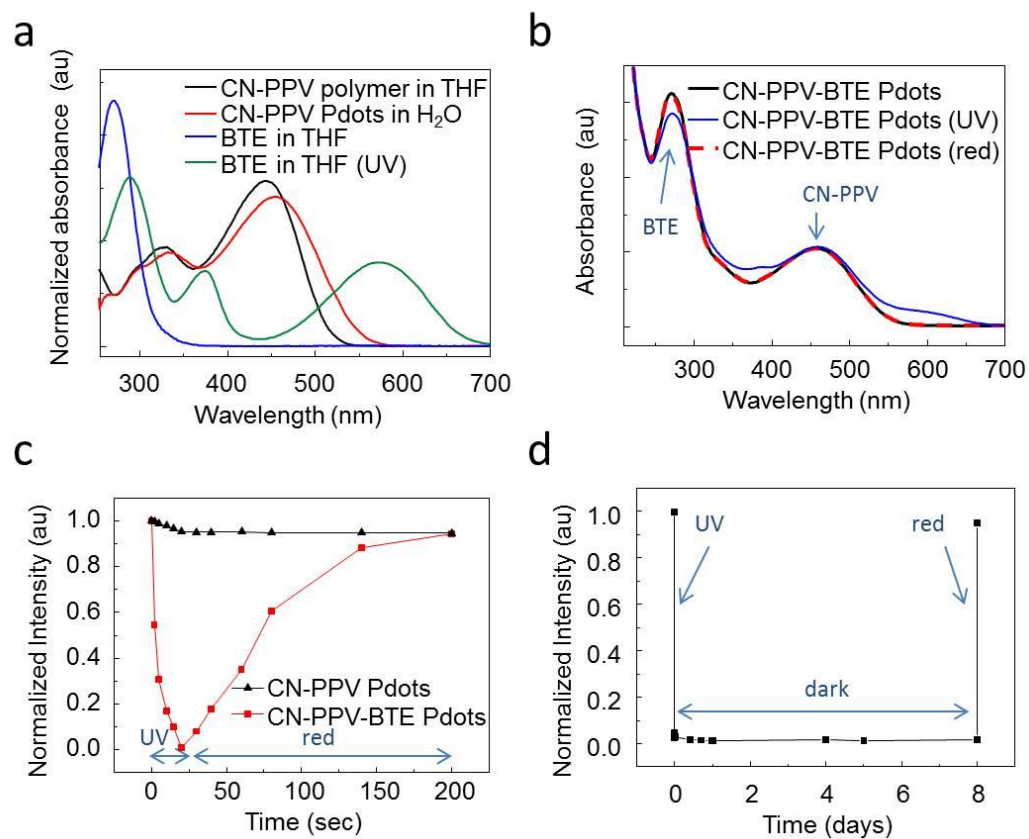 a
Normalized absorbance (au)
CN-PPV polymer in THF
CN-PPV Pdots in H₂O
BTE in THF
BTE in THF (UV)
300 400 500 600 700
Wavelength (nm)
b
Absorbance (au)
CN-PPV-BTE Pdots
CN-PPV-BTE Pdots (UV)
CN-PPV-BTE Pdots (red)
CN-PPV
BTE
300 400 500 600 700
Wavelength (nm)
c
Normalized Intensity (au)
1.0
0.8
0.6
0.4
0.2
0.0
CN-PPV Pdots
CN-PPV-BTE Pdots
UV
red
0 50 100 150 200
Time (sec)
d
Normalized Intensity (au)
1.0
0.8
0.6
0.4
0.2
0.0
UV
red
dark
0 2 4 6 8
Time (days)